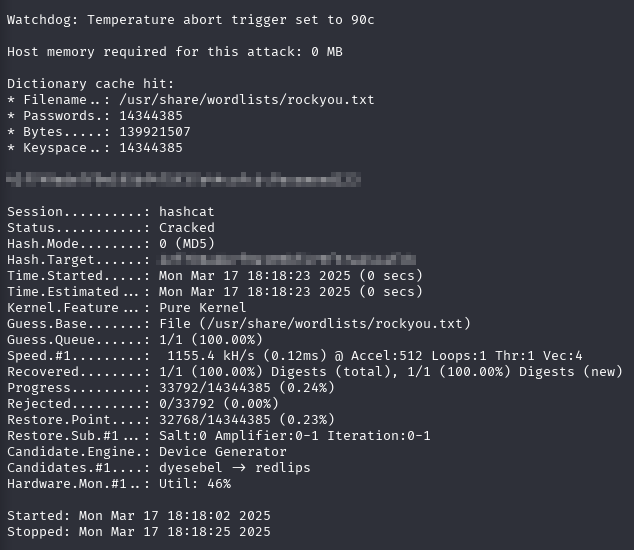 Watchdog: Temperature abort trigger set to 90c
Host memory required for this attack: 0 MB
Dictionary cache hit:
* Filename..: /usr/share/wordlists/rockyou.txt
* Passwords.: 14344385
* Bytes.....: 139921507
* Keyspace..: 14344385
Session..........: hashcat
Status...........: Cracked
Hash.Mode........: 0 (MD5)
Hash.Target......:
Time.Started.....: Mon Mar 17 18:18:23 2025 (0 secs)
Time.Estimated...: Mon Mar 17 18:18:23 2025 (0 secs)
Kernel.Feature...: Pure Kernel
Guess.Base.......: File (/usr/share/wordlists/rockyou.txt)
Guess.Queue......: 1/1 (100.00%)
Speed.#1.........:  1155.4 kH/s (0.12ms) @ Accel:512 Loops:1 Thr:1 Vec:4
Recovered........: 1/1 (100.00%) Digests (total), 1/1 (100.00%) Digests (new)
Progress.........: 33792/14344385 (0.24%)
Rejected.........: 0/33792 (0.00%)
Restore.Point....: 32768/14344385 (0.23%)
Restore.Sub.#1...: Salt:0 Amplifier:0-1 Iteration:0-1
Candidate.Engine.: Device Generator
Candidates.#1....: dyesebel -> redlips
Hardware.Mon.#1..: Util: 46%
Started: Mon Mar 17 18:18:02 2025
Stopped: Mon Mar 17 18:18:25 2025